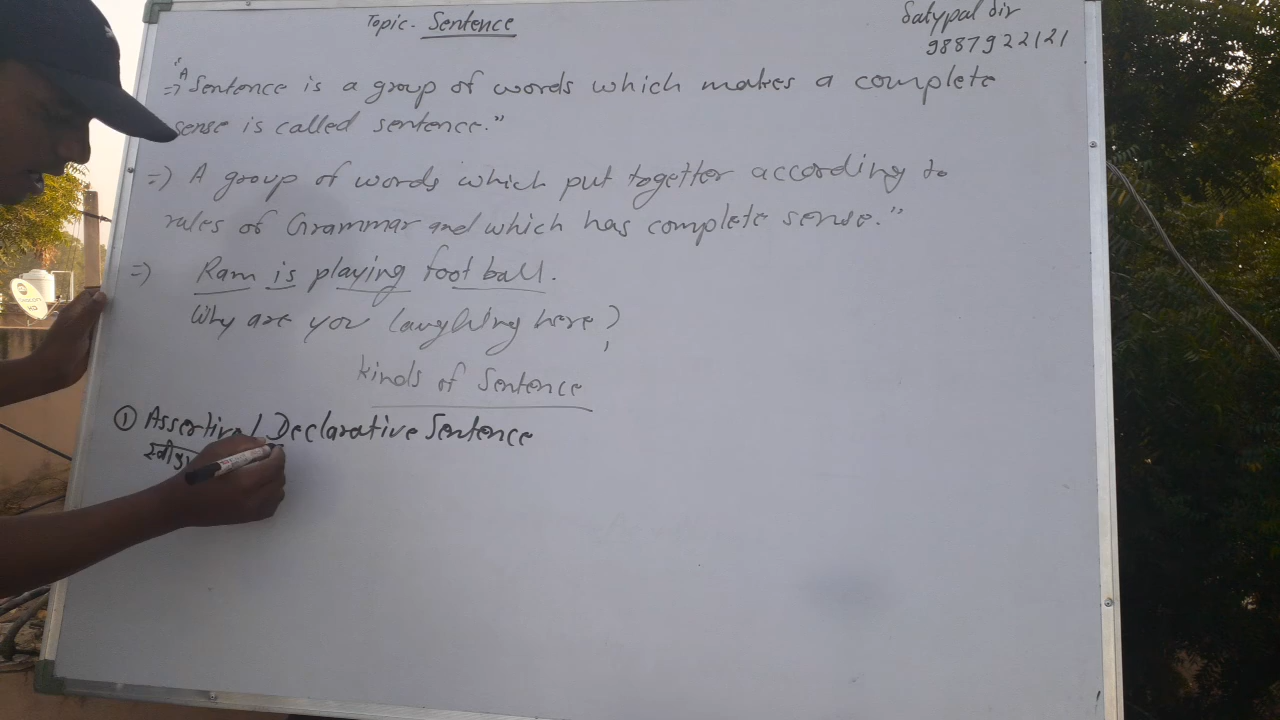 Topic- Sentence
Satypal Sir
9887922121
"A
=> Sentence is a group of words which makes a complete
sense is called sentence."
=> A group of words which put together according to
rules of Grammar and which has complete sense."
=> Ram is playing foot ball.
Why are you laughing here?
Kinds of Sentence
① Assertive/ Declarative Sentence